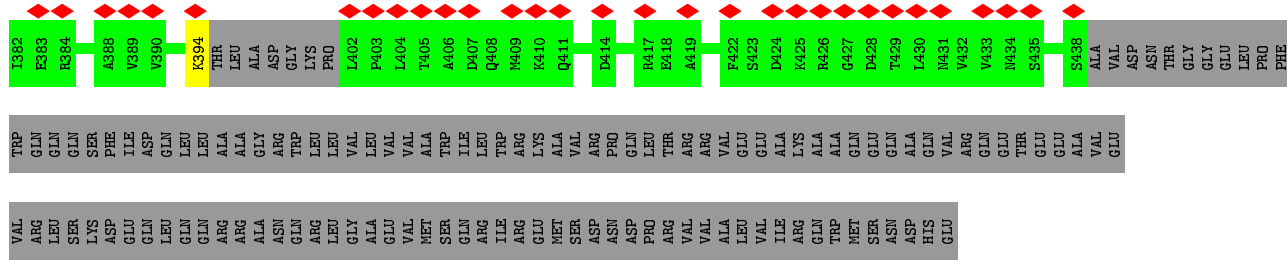 I382 E383 R384 A388 V389 V390 K394 THR LEU ALA ASP GLY LYS PRO L402 P403 L404 T405 A406 D407 Q408 M409 K410 Q411 D414 R417 E418 A419 F422 S423 D424 K425 R426 G427 D428 T429 L430 N431 V432 V433 N434 S435 S438 ALA VAL ASP ASN THR GLY GLY GLU LEU PRO PHE
TRP GLN GLN GLN SER PHE ILE ASP GLN LEU LEU ALA ALA GLY ARG TRP LEU LEU VAL LEU VAL VAL ALA TRP ILE LEU TRP ARG LYS ALA VAL ARG PRO GLN LEU THR ARG ARG VAL GLU GLU ALA LYS ALA ALA GLN GLU GLN ALA GLN VAL ARG GLN GLU THR GLU GLU ALA VAL GLU
VAL ARG LEU SER LYS ASP GLU GLN LEU GLN GLN ARG ARG ALA ASN GLN ARG LEU GLY ALA GLU VAL MET SER GLN ARG ILE ARG GLU MET SER ASP ASN ASP PRO ARG VAL VAL ALA LEU VAL ILE ARG GLN TRP MET SER ASN ASP HIS GLU